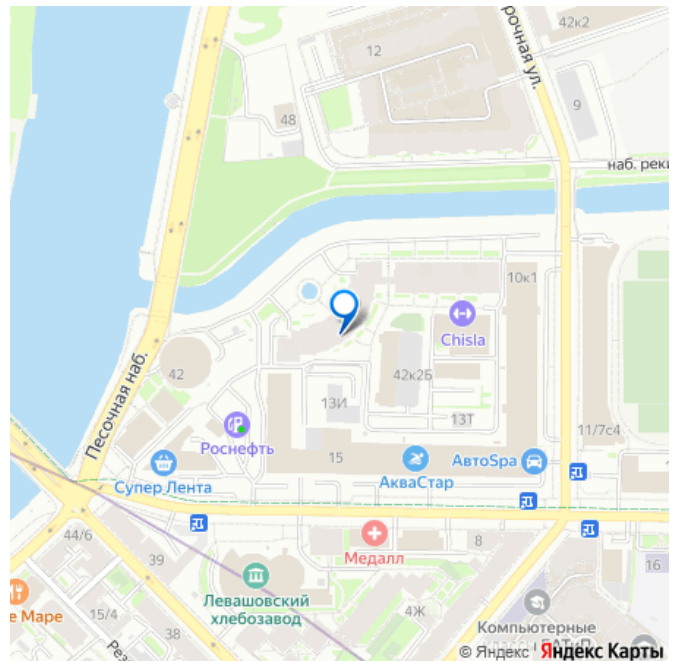 42к2
12
рочная ул.
9
48
наб. реки
10к1
Chisla
Песочная наб.
42
42к2Б
13И
13Т
11/7с4
Роснефть
15
АвтоSpa
АкваСтар
Супер Лента
44/6
39
Медалл
8
16
Левашовский
хлебозавод
е Маре
15/4
4Ж
38
Компьютерные
© Яндекс Яндекс Карты